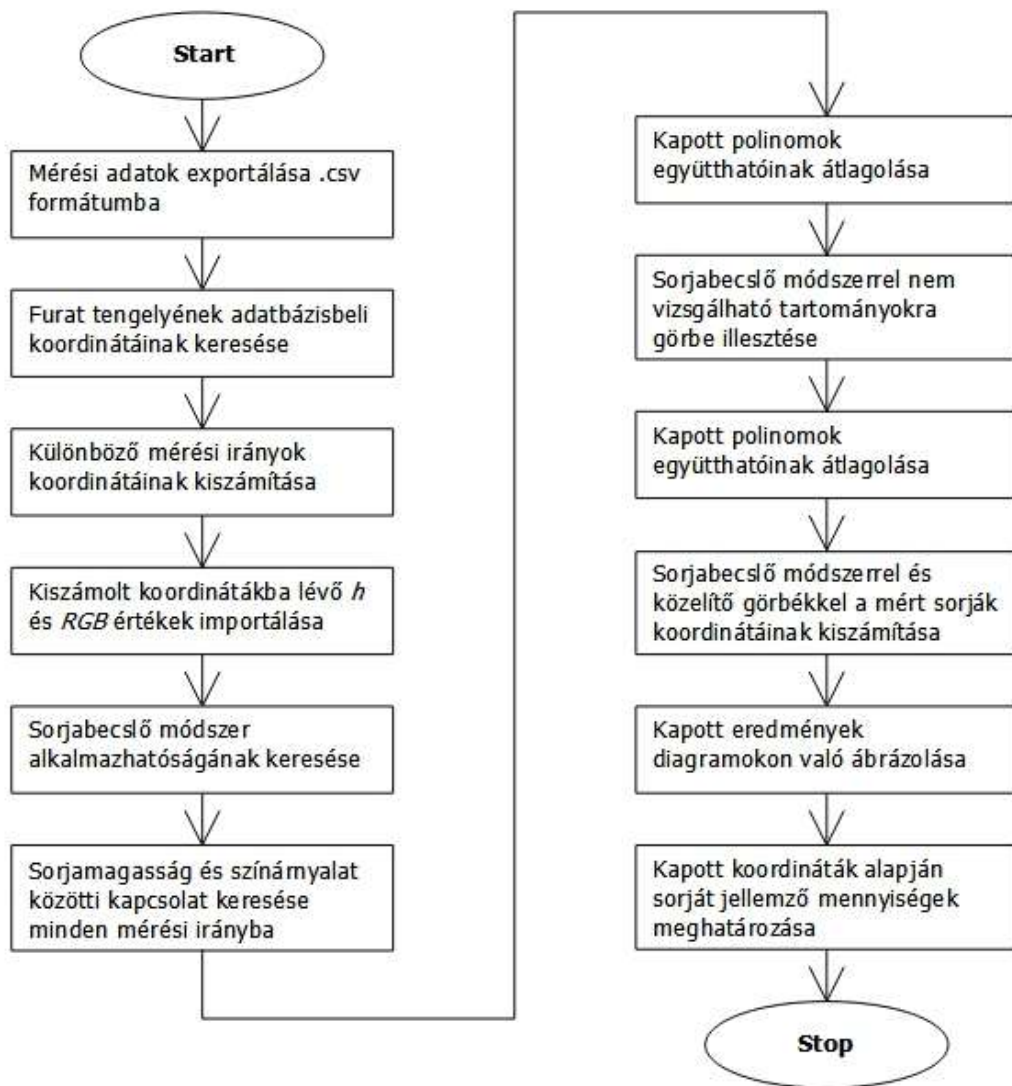 Start
Mérési adatok exportálása .csv
formátumba
Furat tengelyének adatbázisbeli
koordinátáinak keresése
Különböző mérési irányok
koordinátáinak kiszámítása
Kiszámolt koordinátákba lévő h
és RGB értékek importálása
Sorjabecslő módszer
alkalmazhatóságának keresése
Sorjamagasság és színárnyalat
közötti kapcsolat keresése
minden mérési irányba
Kapott polinomok
együtthatóinak átlagolása
Sorjabecslő módszerrel nem
vizsgálható tartományokra
görbe illesztése
Kapott polinomok
együtthatóinak átlagolása
Sorjabecslő módszerrel és
közelítő görbékkel a mért sorják
koordinátáinak kiszámítása
Kapott eredmények
diagramokon való ábrázolása
Kapott koordináták alapján
sorját jellemző mennyiségek
meghatározása
Stop